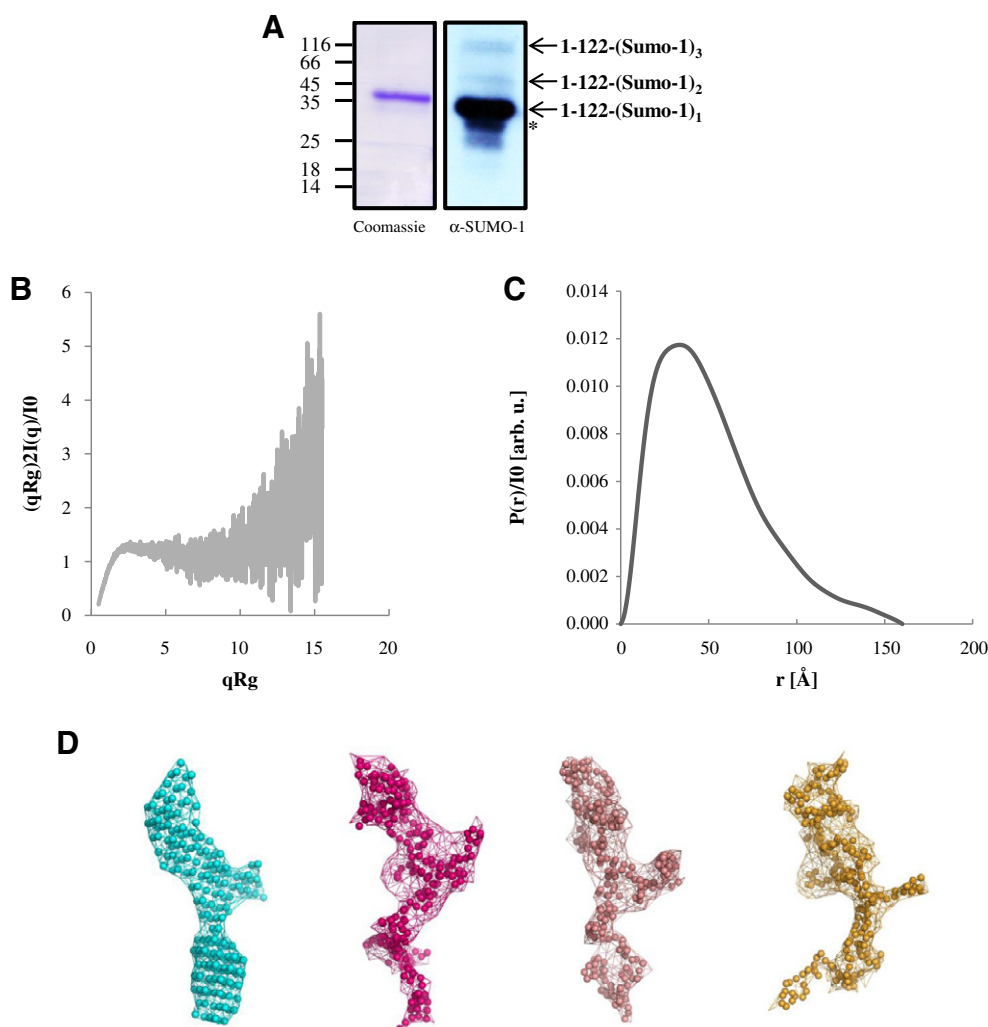 A
116
66
45
35
25
18
14
1-122-(Sumo-1)3
1-122-(Sumo-1)2
1-122-(Sumo-1)1
*
Coomassie
α-SUMO-1
B
6
5
4
3
2
1
0
0 5 10 15 20
(qRg)2I(q)/I0
qRg
C
0.014
0.012
0.010
0.008
0.006
0.004
0.002
0.000
0 50 100 150 200
P(r)/I0 [arb. u.]
r [Å]
D